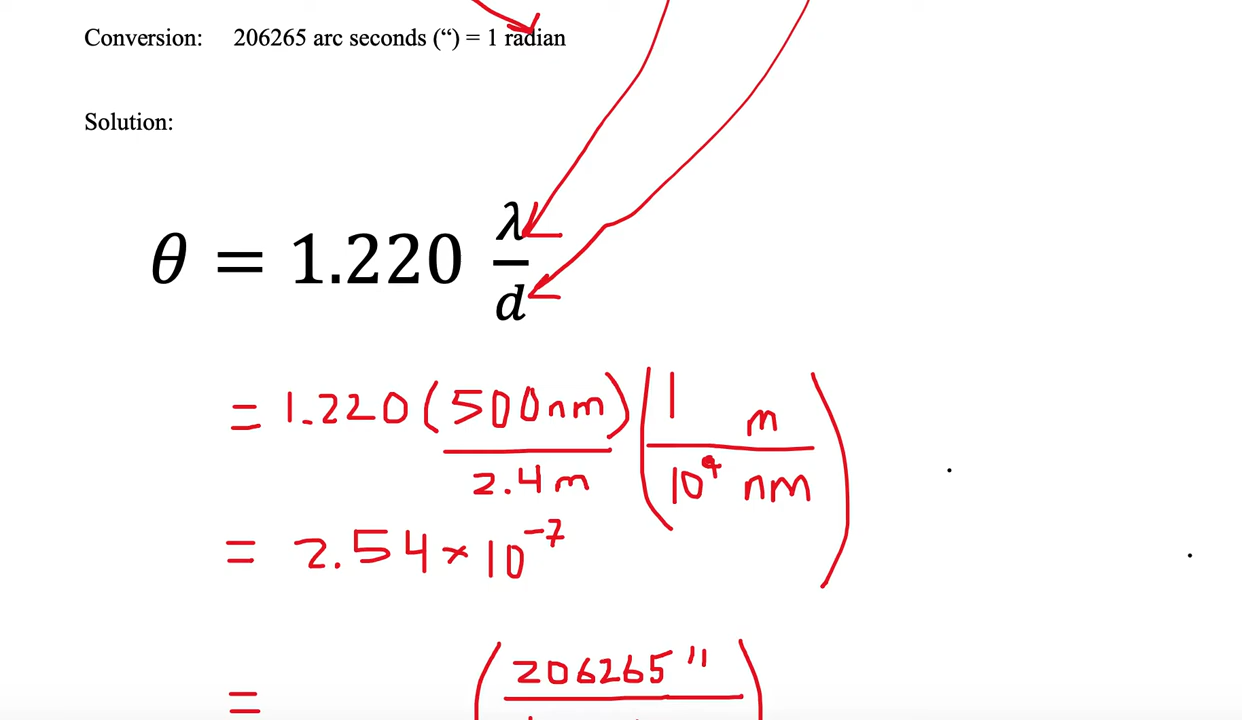 Conversion: 206265 arc seconds (“) = 1 radian
Solution:
θ = 1.220 λ/d
= 1.220 (500nm)/2.4m (1 m/10⁹ nm)
= 2.54 × 10⁻⁷
= (206265"